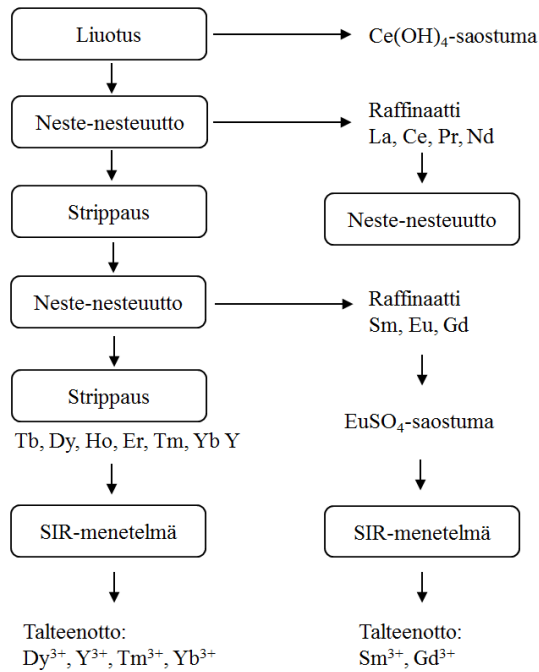 Liuotus
Ce(OH)₄-saostuma
Neste-nesteuutto
Raffinaatti
La, Ce, Pr, Nd
Strippaus
Neste-nesteuutto
Neste-nesteuutto
Raffinaatti
Sm, Eu, Gd
Strippaus
Tb, Dy, Ho, Er, Tm, Yb Y
EuSO₄-saostuma
SIR-menetelmä
SIR-menetelmä
Talteenotto:
Dy³⁺, Y³⁺, Tm³⁺, Yb³⁺
Talteenotto:
Sm³⁺, Gd³⁺